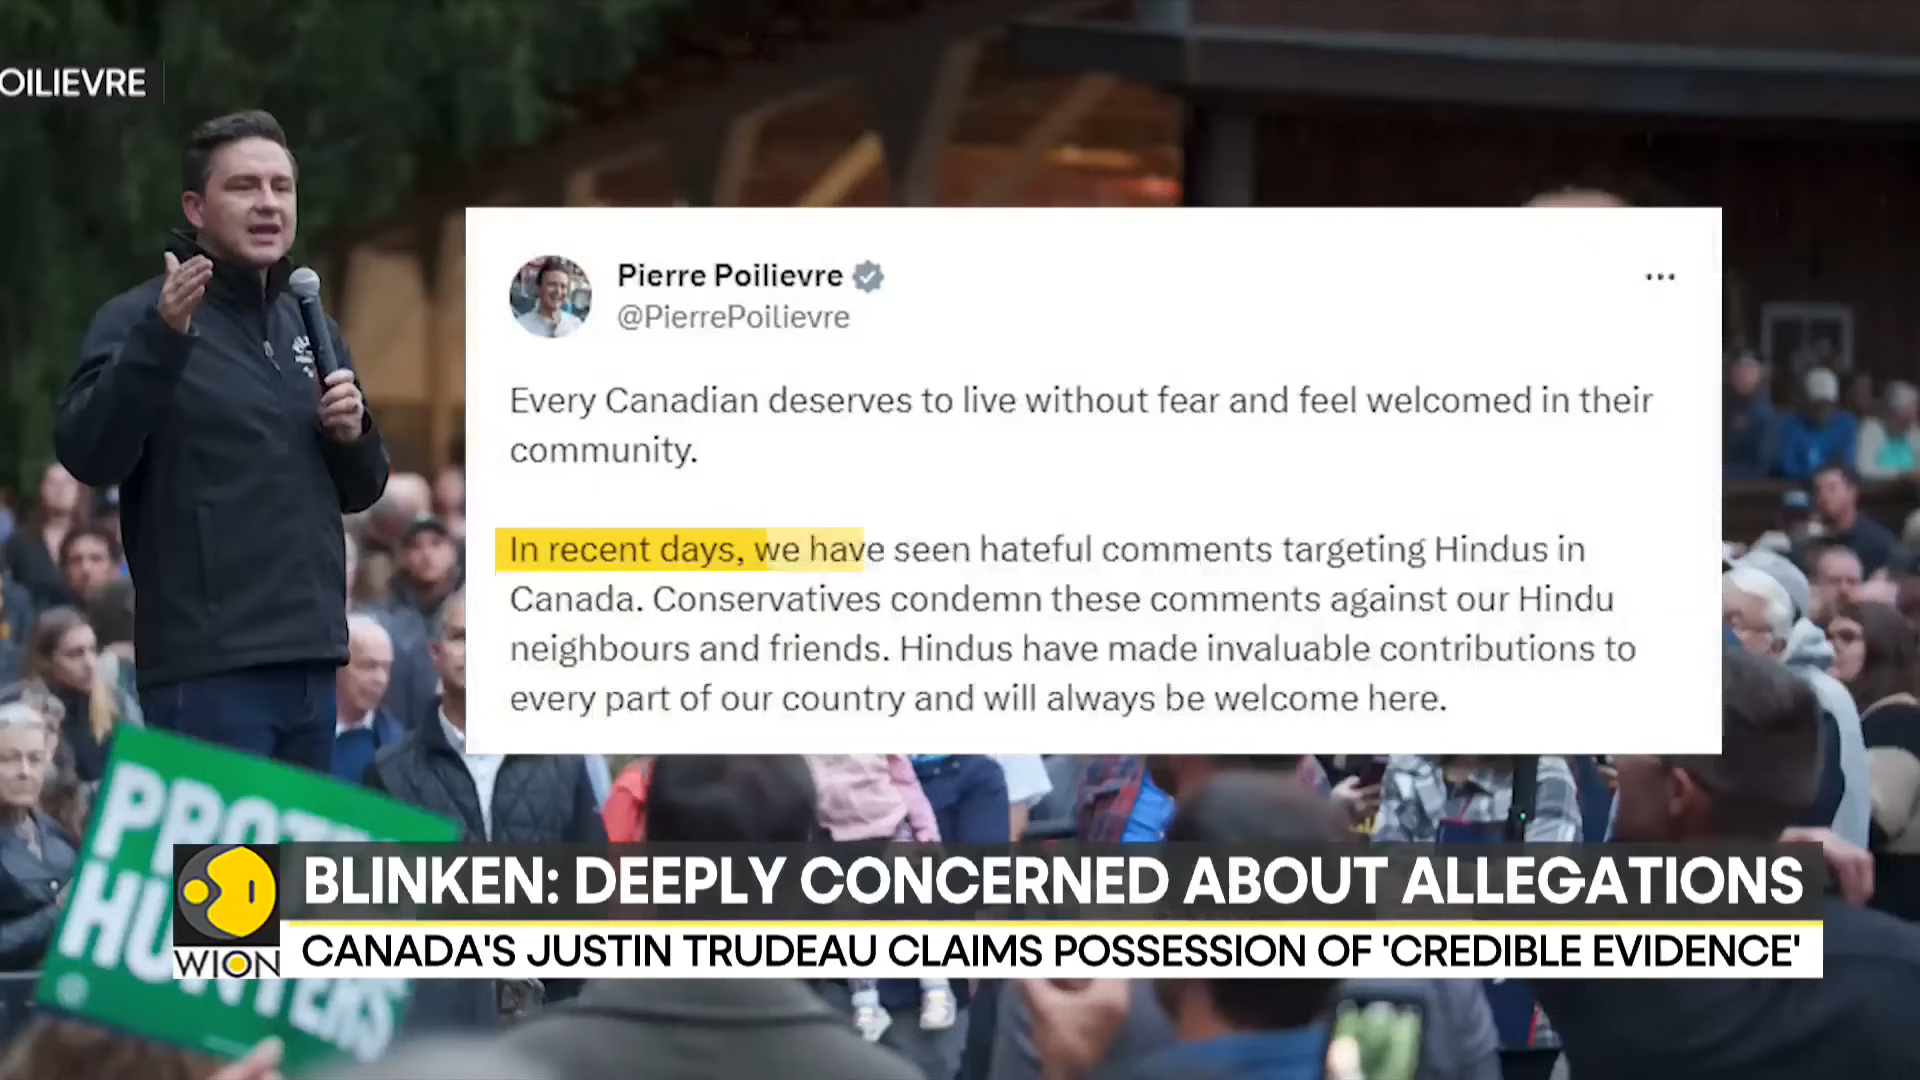 OILIEVRE
Pierre Poilievre
@PierrePoilievre
Every Canadian deserves to live without fear and feel welcomed in their
community.
In recent days, we have seen hateful comments targeting Hindus in
Canada. Conservatives condemn these comments against our Hindu
neighbours and friends. Hindus have made invaluable contributions to
every part of our country and will always be welcome here.
BLINKEN: DEEPLY CONCERNED ABOUT ALLEGATIONS
CANADA'S JUSTIN TRUDEAU CLAIMS POSSESSION OF 'CREDIBLE EVIDENCE'
WION